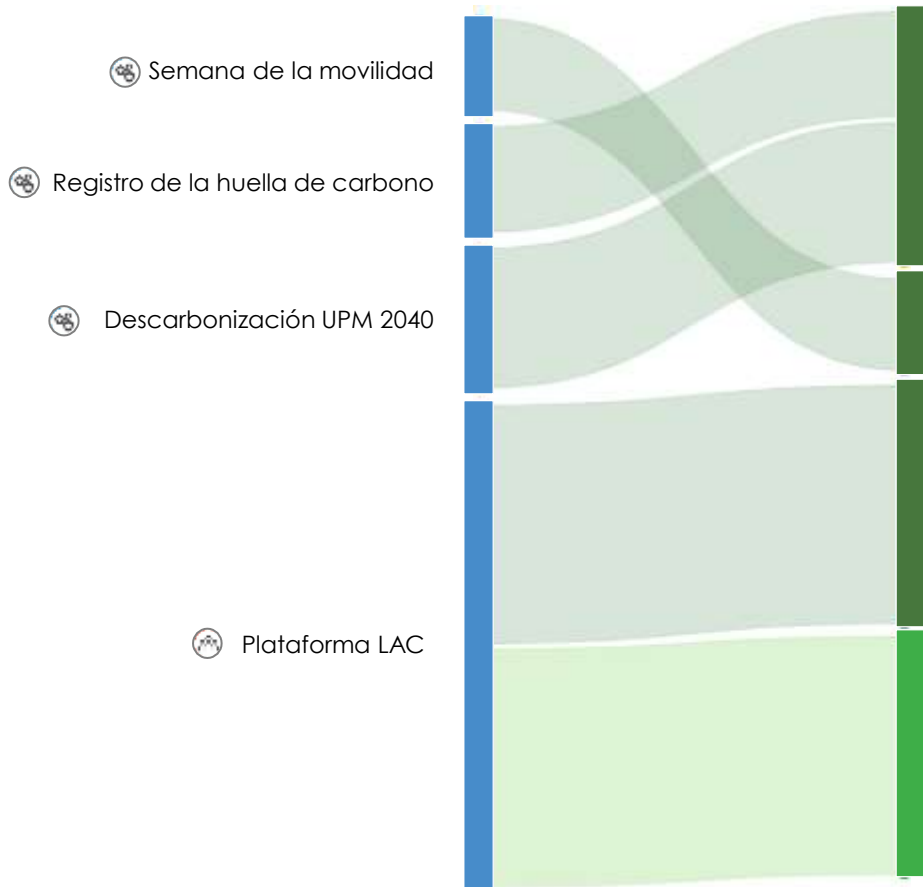 Semana de la movilidad
Registro de la huella de carbono
Descarbonización UPM 2040
Plataforma LAC